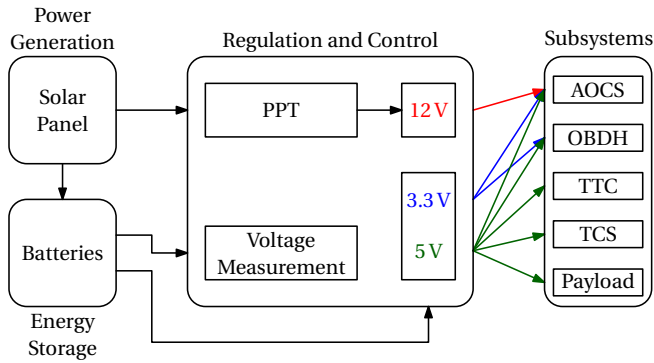 Power
Generation
Solar
Panel
Batteries
Energy
Storage
Regulation and Control
PPT
12 V
3.3 V
5 V
Voltage
Measurement
Subsystems
AOCS
OBDH
TTC
TCS
Payload